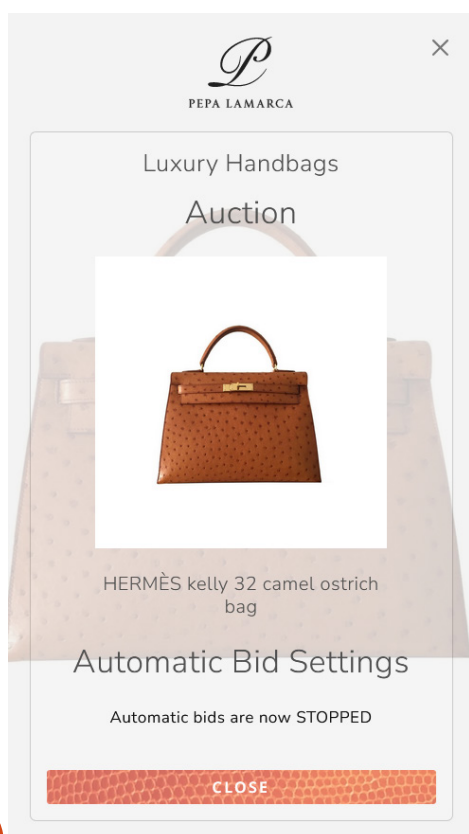 P
PEPA LAMARCA
Luxury Handbags
Auction
HERMÈS kelly 32 camel ostrich
bag
Automatic Bid Settings
Automatic bids are now STOPPED
CLOSE